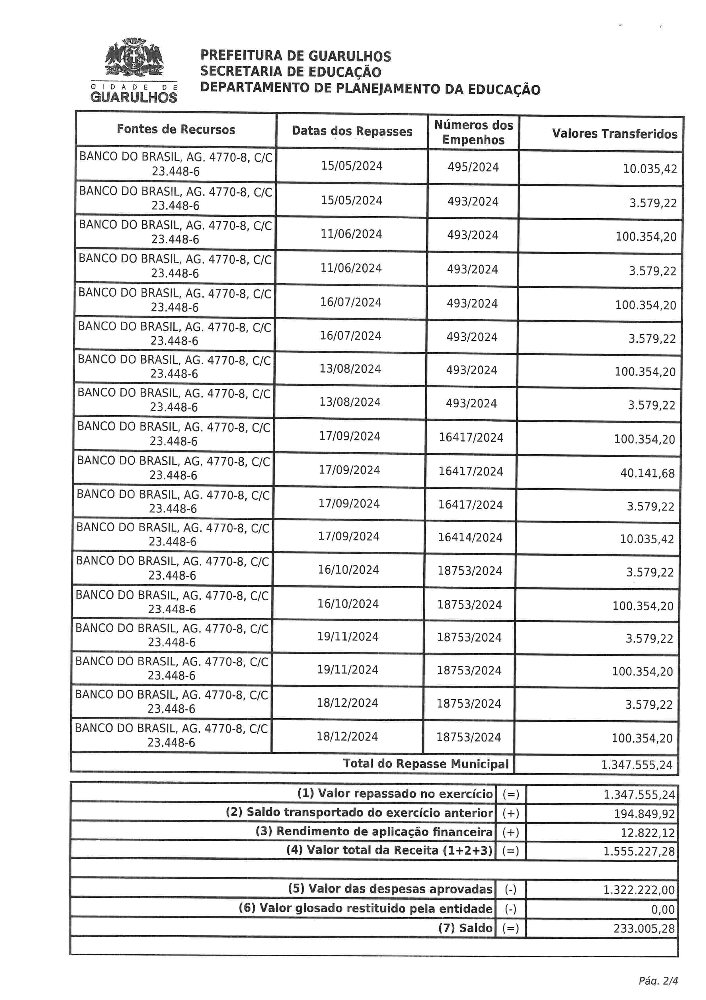 CIDADE DE
GUARULHOS
PREFEITURA DE GUARULHOS
SECRETARIA DE EDUCAÇÃO
DEPARTAMENTO DE PLANEJAMENTO DA EDUCAÇÃO
Fontes de Recursos Datas dos Repasses Números dos Empenhos Valores Transferidos
BANCO DO BRASIL, AG. 4770-8, C/C
23.448-6 15/05/2024 495/2024 10.035,42
BANCO DO BRASIL, AG. 4770-8, C/C
23.448-6 15/05/2024 493/2024 3.579,22
BANCO DO BRASIL, AG. 4770-8, C/C
23.448-6 11/06/2024 493/2024 100.354,20
BANCO DO BRASIL, AG. 4770-8, C/C
23.448-6 11/06/2024 493/2024 3.579,22
BANCO DO BRASIL, AG. 4770-8, C/C
23.448-6 16/07/2024 493/2024 100.354,20
BANCO DO BRASIL, AG. 4770-8, C/C
23.448-6 16/07/2024 493/2024 3.579,22
BANCO DO BRASIL, AG. 4770-8, C/C
23.448-6 13/08/2024 493/2024 100.354,20
BANCO DO BRASIL, AG. 4770-8, C/C
23.448-6 13/08/2024 493/2024 3.579,22
BANCO DO BRASIL, AG. 4770-8, C/C
23.448-6 17/09/2024 16417/2024 100.354,20
BANCO DO BRASIL, AG. 4770-8, C/C
23.448-6 17/09/2024 16417/2024 40.141,68
BANCO DO BRASIL, AG. 4770-8, C/C
23.448-6 17/09/2024 16417/2024 3.579,22
BANCO DO BRASIL, AG. 4770-8, C/C
23.448-6 17/09/2024 16414/2024 10.035,42
BANCO DO BRASIL, AG. 4770-8, C/C
23.448-6 16/10/2024 18753/2024 3.579,22
BANCO DO BRASIL, AG. 4770-8, C/C
23.448-6 16/10/2024 18753/2024 100.354,20
BANCO DO BRASIL, AG. 4770-8, C/C
23.448-6 19/11/2024 18753/2024 3.579,22
BANCO DO BRASIL, AG. 4770-8, C/C
23.448-6 19/11/2024 18753/2024 100.354,20
BANCO DO BRASIL, AG. 4770-8, C/C
23.448-6 18/12/2024 18753/2024 3.579,22
BANCO DO BRASIL, AG. 4770-8, C/C
23.448-6 18/12/2024 18753/2024 100.354,20
Total do Repasse Municipal 1.347.555,24
(1) Valor repassado no exercício (=) 1.347.555,24
(2) Saldo transportado do exercício anterior (+) 194.849,92
(3) Rendimento de aplicação financeira (+) 12.822,12
(4) Valor total da Receita (1+2+3) (=) 1.555.227,28
(5) Valor das despesas aprovadas (-) 1.322.222,00
(6) Valor glosado restituido pela entidade (-) 0,00
(7) Saldo (=) 233.005,28
Pág. 2/4